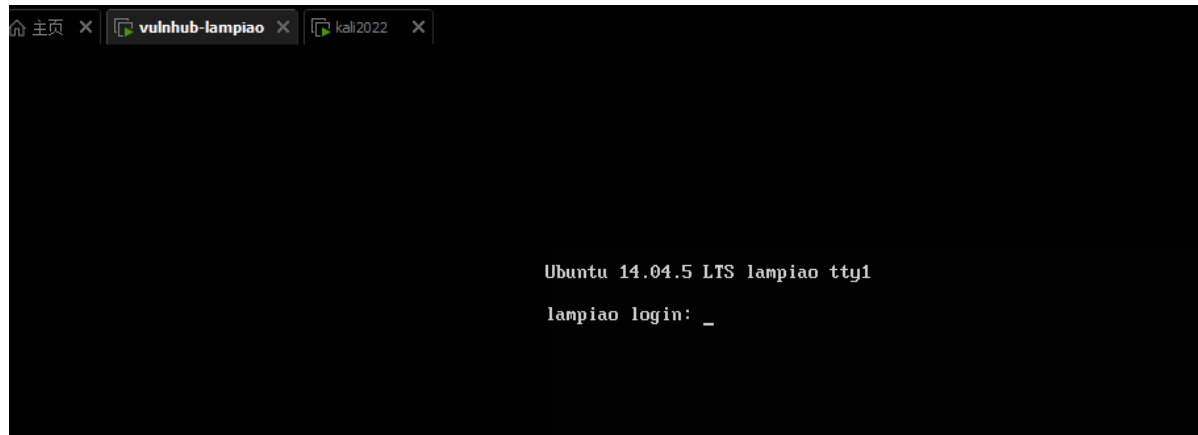 主页 vulnhub-lampiao kali2022
Ubuntu 14.04.5 LTS lampiao tty1
lampiao login: _